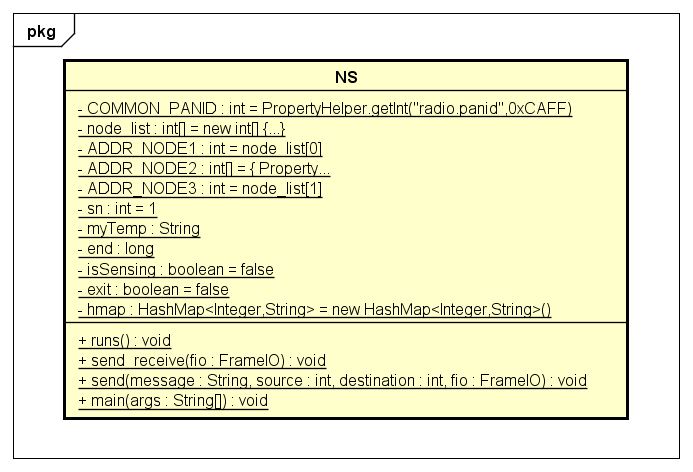 pkg
NS
- COMMON_PANID : int = PropertyHelper.getInt("radio.panid",0xCAFF)
- node_list : int[] = new int[] {...}
- ADDR_NODE1 : int = node_list[0]
- ADDR_NODE2 : int[] = { Property...
- ADDR_NODE3 : int = node_list[1]
- sn : int = 1
- myTemp : String
- end : long
- isSensing : boolean = false
- exit : boolean = false
- hmap : HashMap<Integer,String> = new HashMap<Integer,String>()
+ runs() : void
+ send_receive(fio : FrameIO) : void
+ send(message : String, source : int, destination : int, fio : FrameIO) : void
+ main(args : String[]) : void